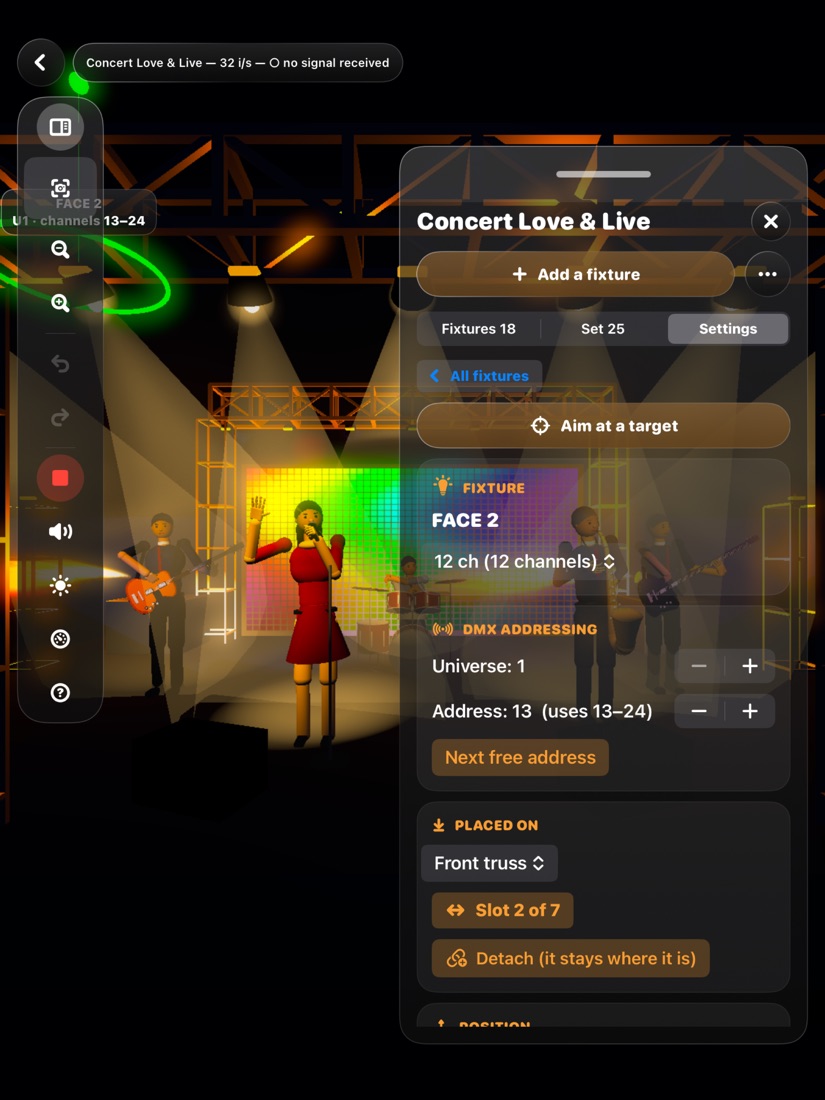 Concert Love & Live — 32 i/s — ○ no signal received
FACE 2
U1 · channels 13–24
Concert Love & Live
+ Add a fixture
Fixtures 18
Set 25
Settings
All fixtures
Aim at a target
FIXTURE
FACE 2
12 ch (12 channels)
DMX ADDRESSING
Universe: 1
Address: 13 (uses 13–24)
Next free address
PLACED ON
Front truss
Slot 2 of 7
Detach (it stays where it is)
POSITION